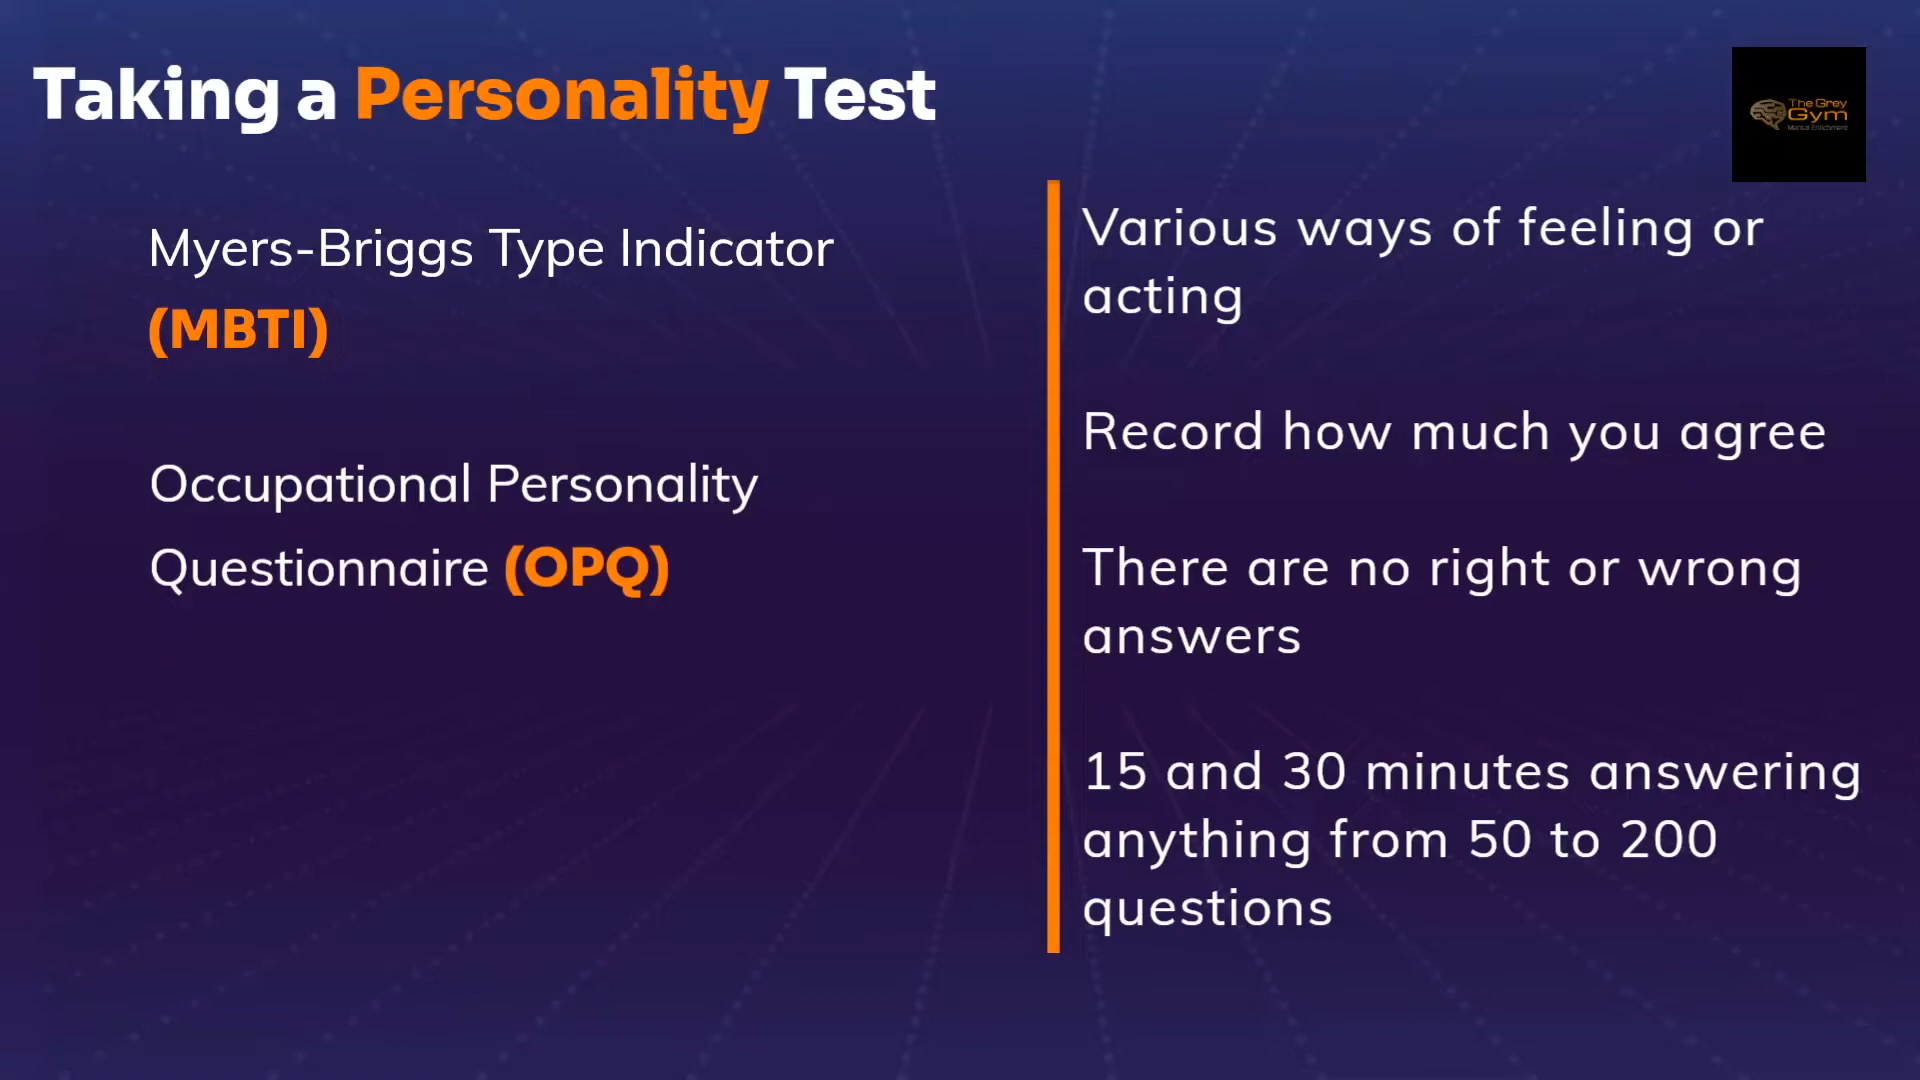 Taking a Personality Test
The Grey
Gym
Mental Enrichment
Myers-Briggs Type Indicator
(MBTI)
Occupational Personality
Questionnaire (OPQ)
Various ways of feeling or
acting
Record how much you agree
There are no right or wrong
answers
15 and 30 minutes answering
anything from 50 to 200
questions